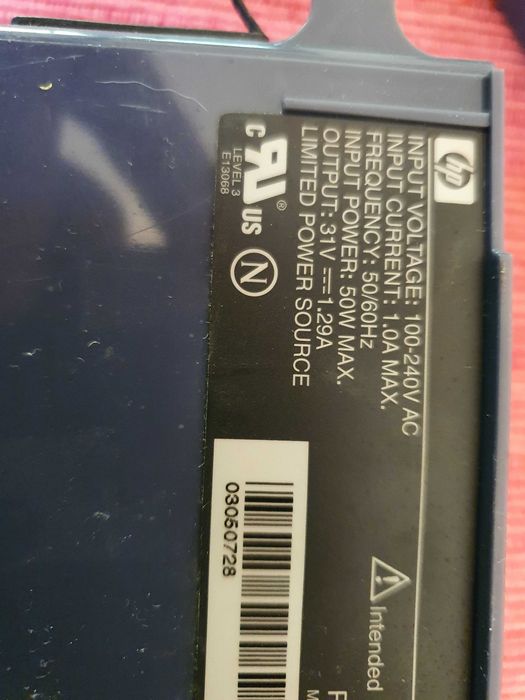 hp
INPUT VOLTAGE: 100-240V AC
INPUT CURRENT: 1.0A MAX.
FREQUENCY: 50/60Hz
INPUT POWER: 50W MAX.
OUTPUT: 31V ⎓ 1.29A
LIMITED POWER SOURCE
C UL US ®
LEVEL 3
E13068
N
Intended
F
M
03050728